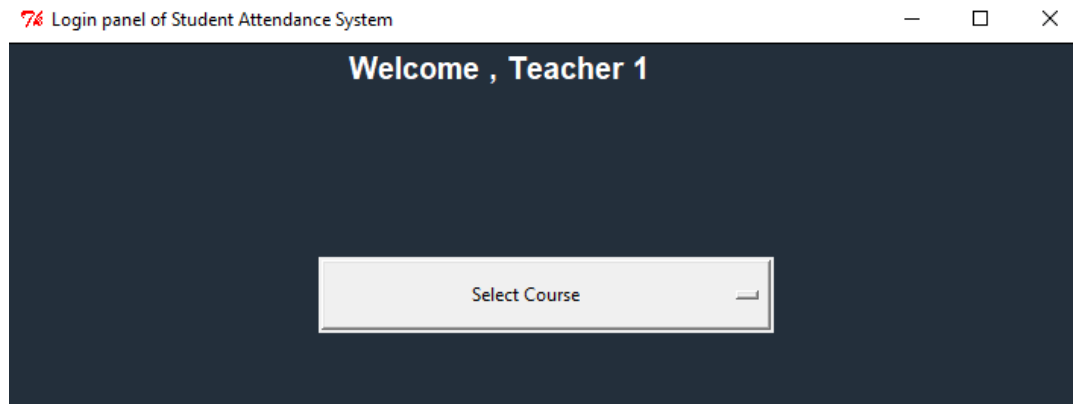 Login panel of Student Attendance System
Welcome , Teacher 1
Select Course